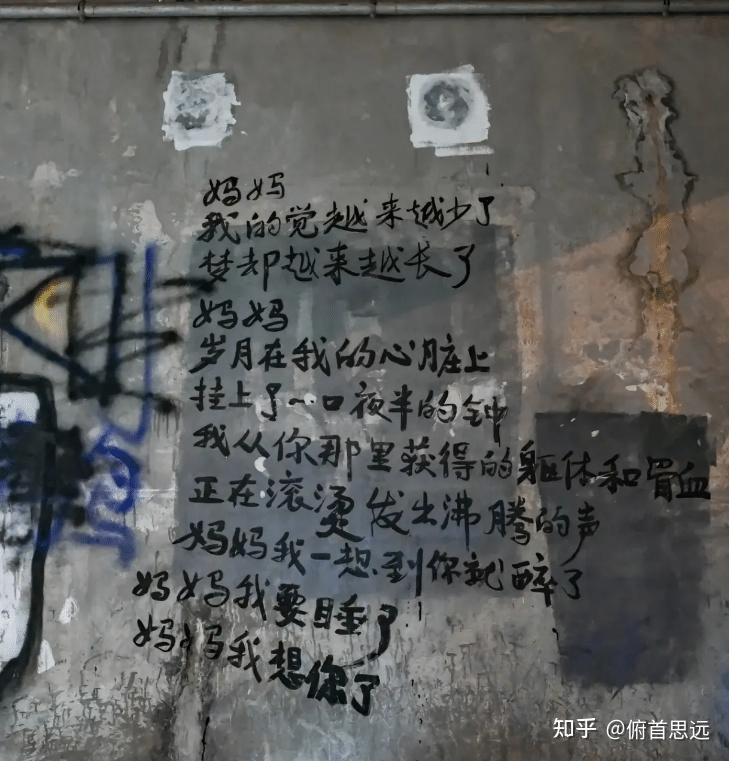 妈妈
我的觉越来越少了
梦却越来越长了
妈妈
岁月在我的心脏上
挂上了一口夜半的钟
我从你那里获得的躯体和胃血
正在滚烫发出沸腾的声
妈妈我一想到你就醉了
妈妈我要睡了
妈妈我想你了
知乎 @俯首思远